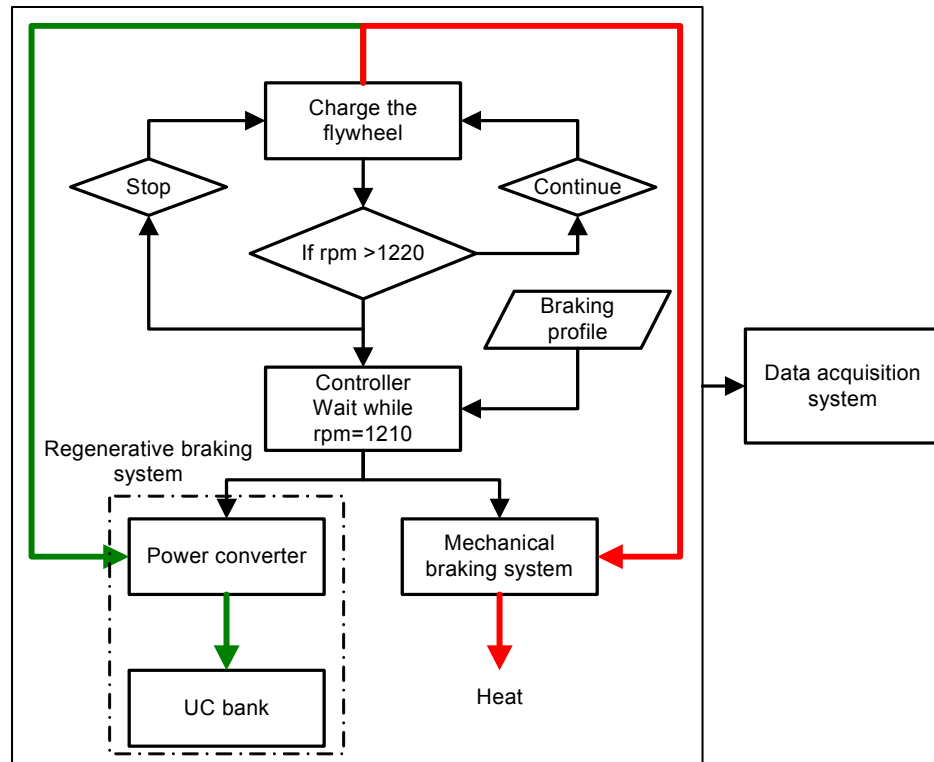 Charge the
flywheel
Stop
Continue
If rpm >1220
Braking
profile
Controller
Wait while
rpm=1210
Data acquisition
system
Regenerative braking
system
Power converter
Mechanical
braking system
UC bank
Heat